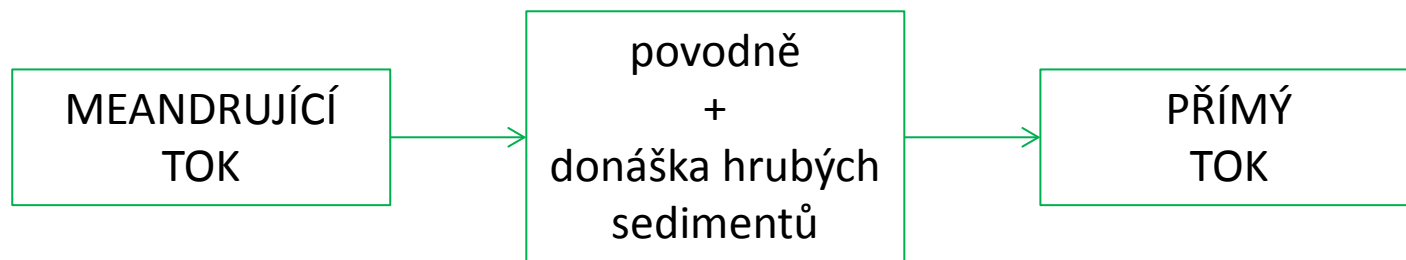 MEANDRUJÍCÍ
TOK
povodně
+
donáška hrubých
sedimentů
PŘÍMÝ
TOK